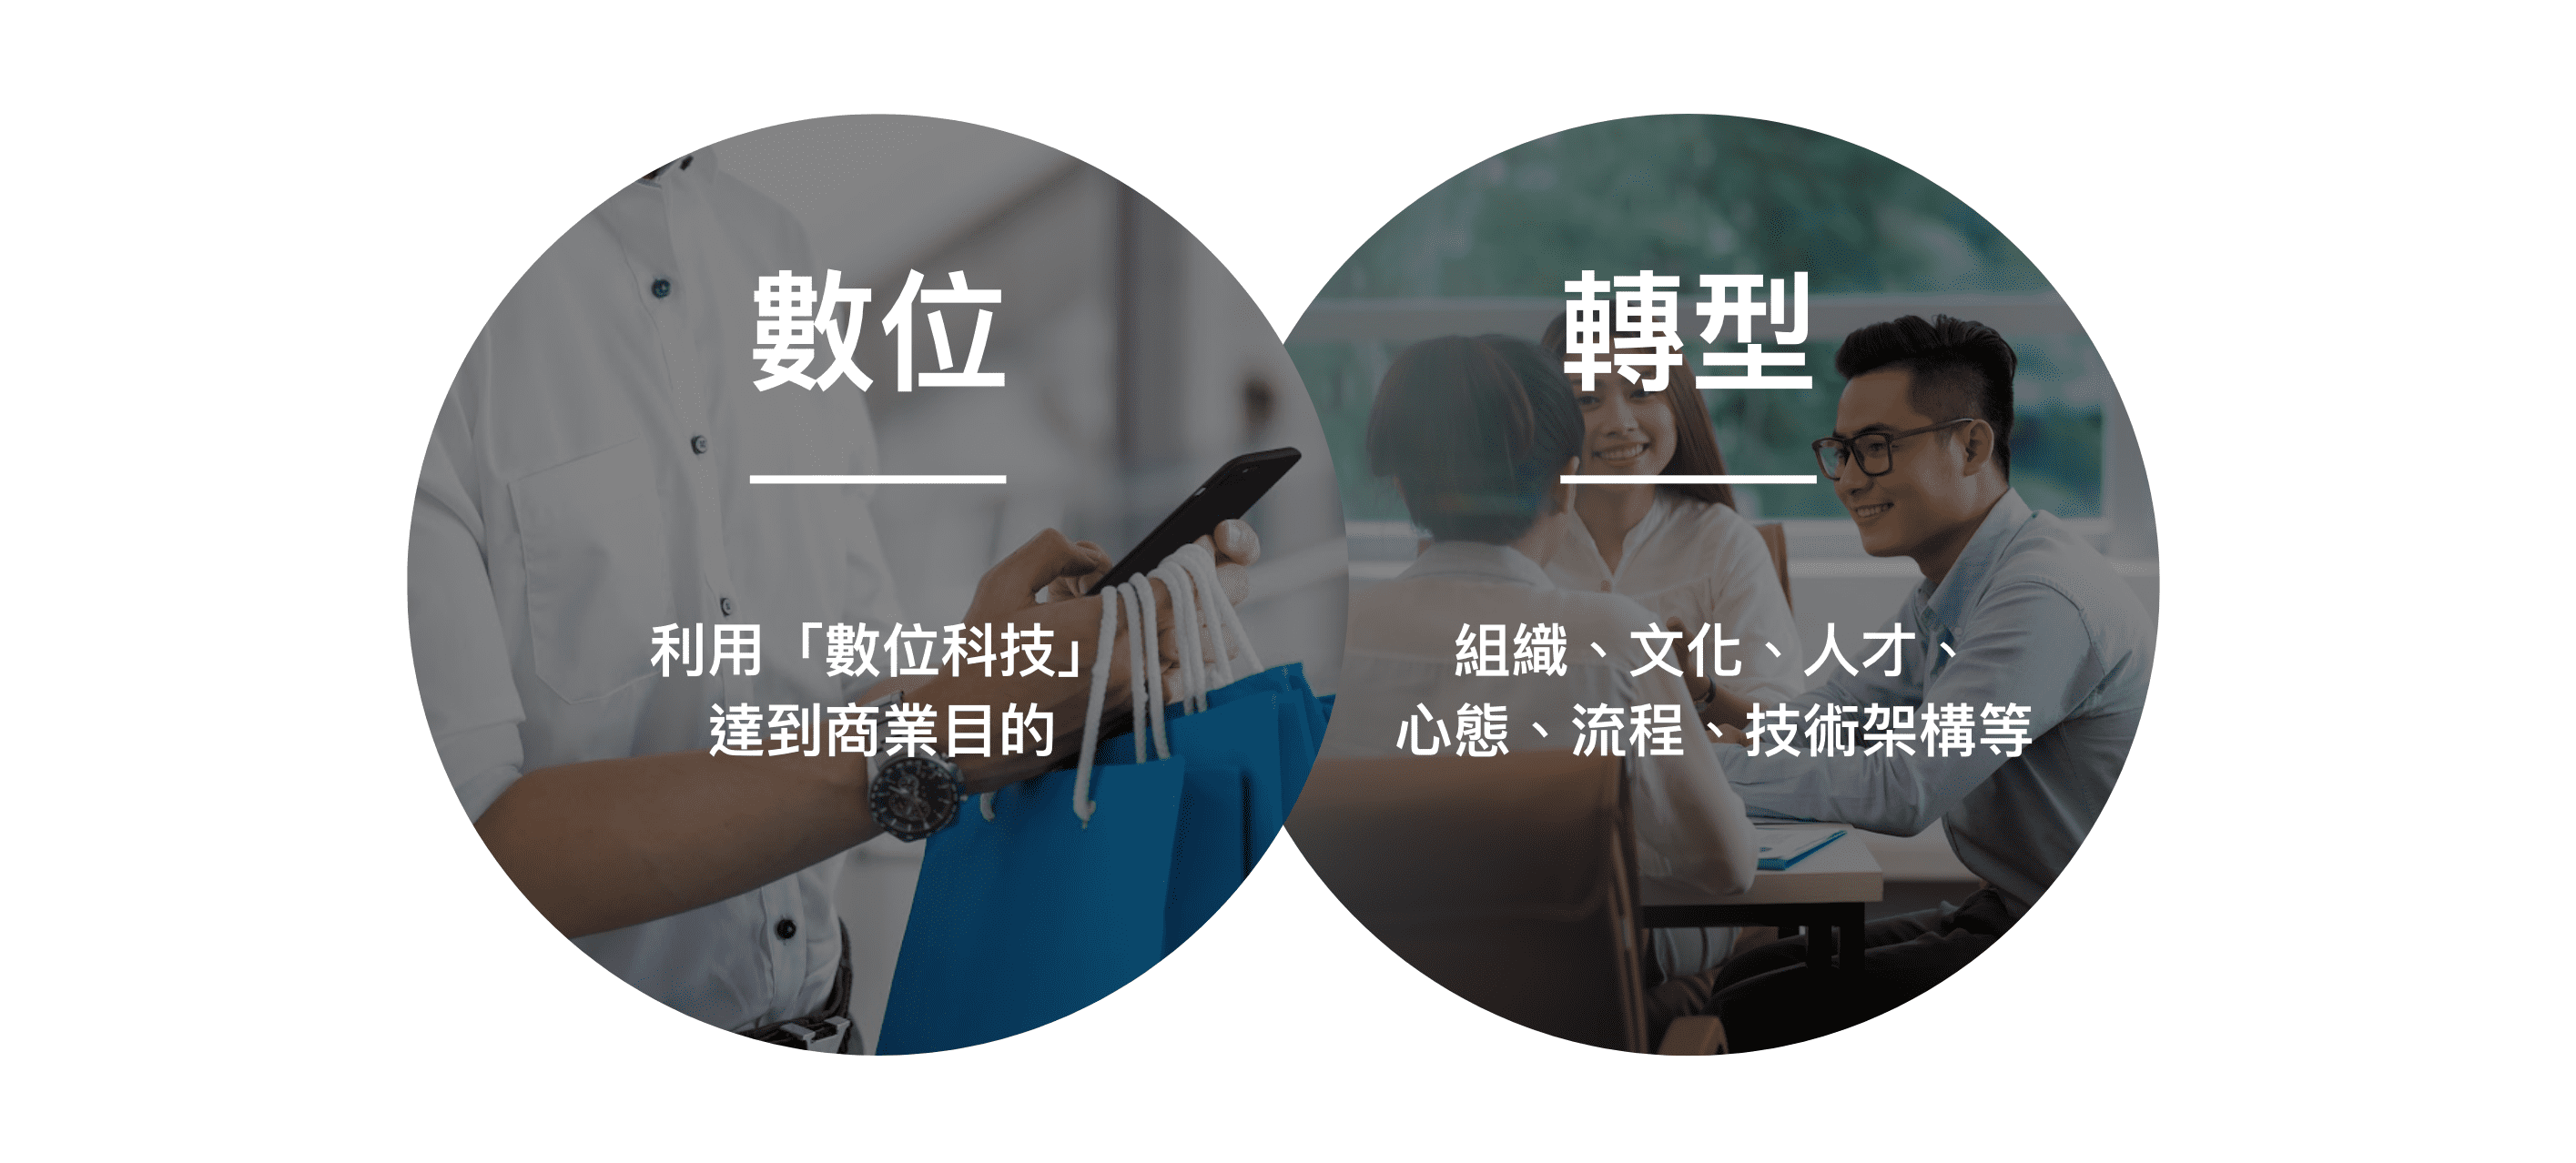 數位
利用「數位科技」
達到商業目的
轉型
組織、文化、人才、
心態、流程、技術架構等